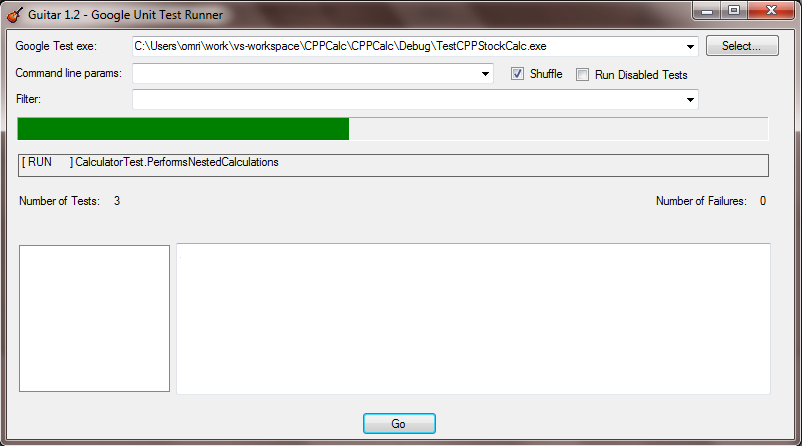 Guitar 1.2 - Google Unit Test Runner
Google Test exe: C:\Users\omri\work\vs-workspace\CPPCalc\CPPCalc\Debug\TestCPPStockCalc.exe Select...
Command line params: Shuffle Run Disabled Tests
Filter:
[ RUN ] CalculatorTest.PerformsNestedCalculations
Number of Tests: 3 Number of Failures: 0
Go